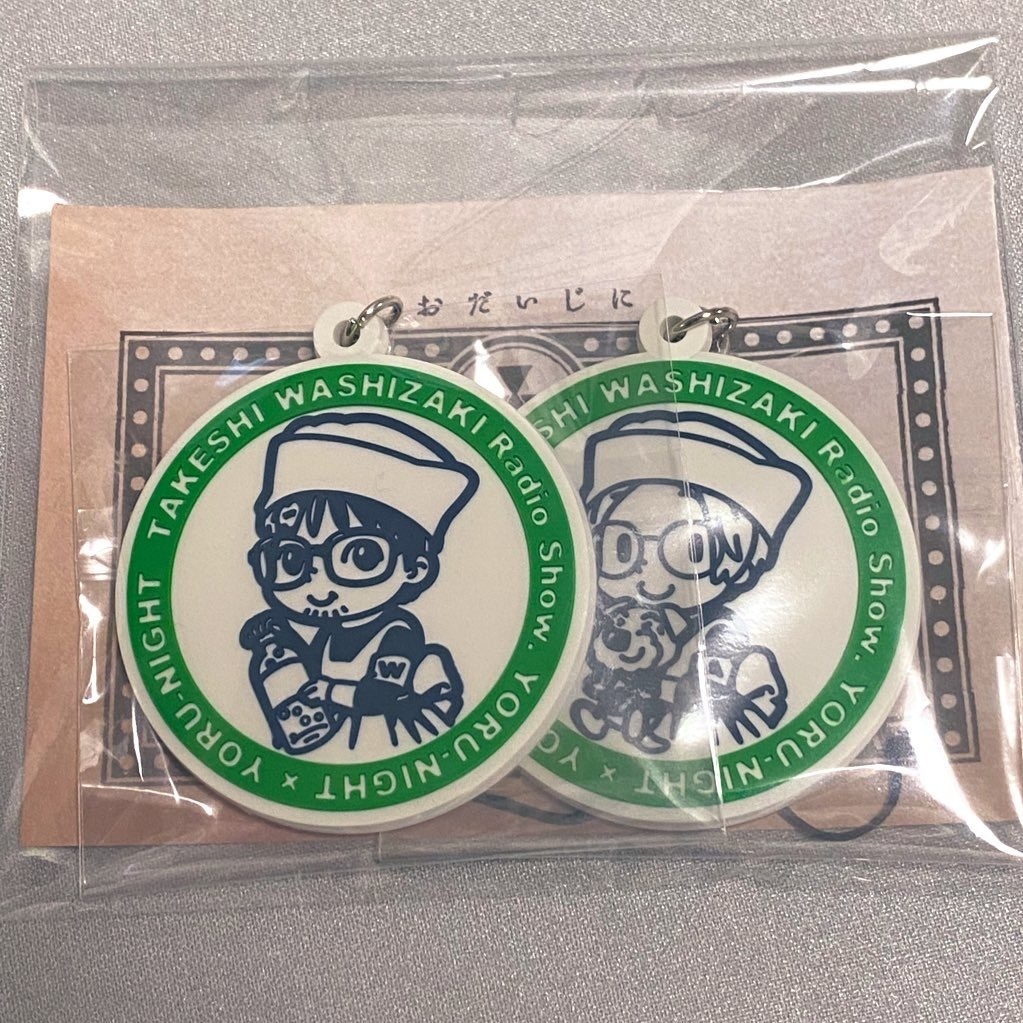 おだいじに
TAKESHI WASHIZAKI Radio Show. YORU-NIGHT × YORU-NIGHT
W
SHI WASHIZAKI Radio Show. YORU-NIGHT × YO